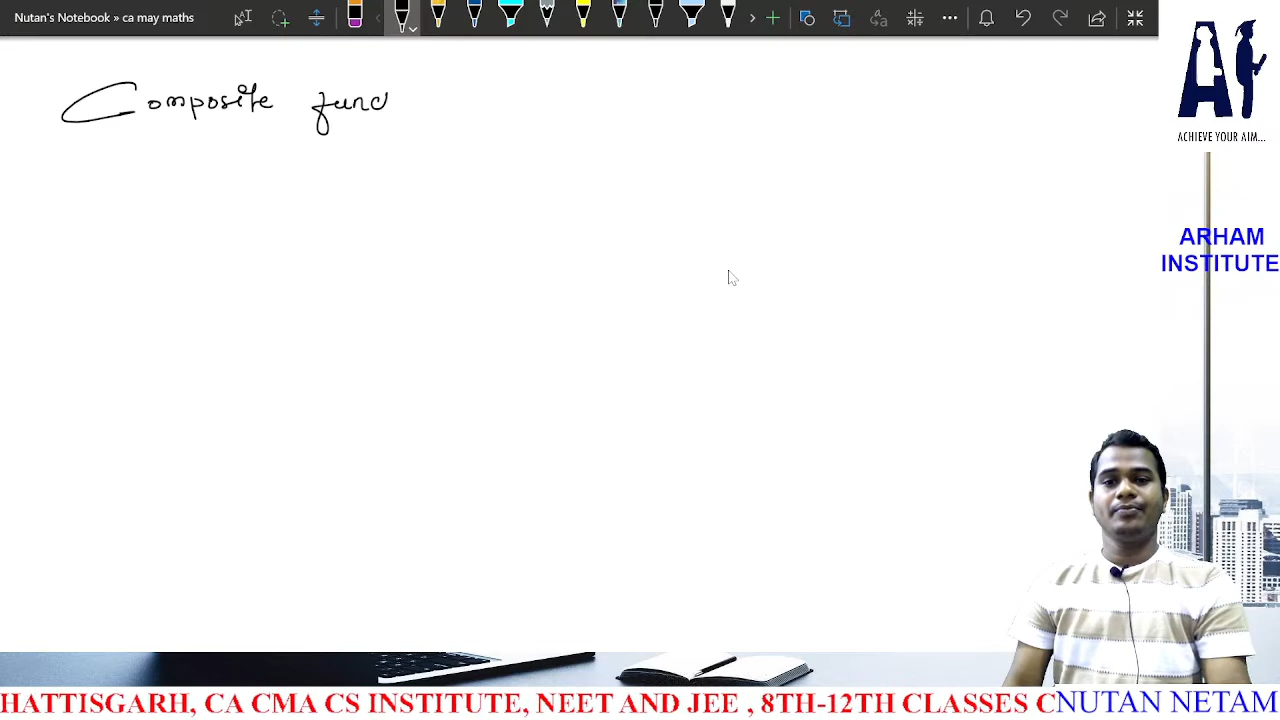 Nutan's Notebook » ca may maths
Composite func
ACHIEVE YOUR AIM...
ARHAM
INSTITUTE
HATTISGARH, CA CMA CS INSTITUTE, NEET AND JEE , 8TH-12TH CLASSES C
NUTAN NETAM